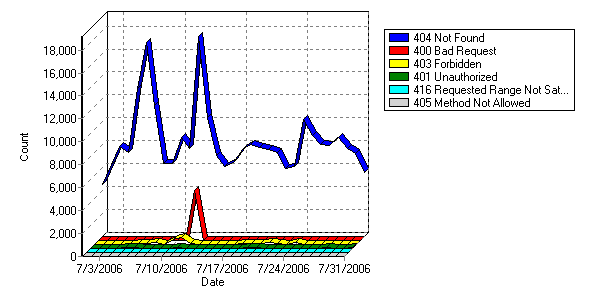 18,000
16,000
14,000
12,000
10,000
8,000
6,000
4,000
2,000
0
Count
7/3/2006 7/10/2006 7/17/2006 7/24/2006 7/31/2006
Date
404 Not Found
400 Bad Request
403 Forbidden
401 Unauthorized
416 Requested Range Not Sat...
405 Method Not Allowed